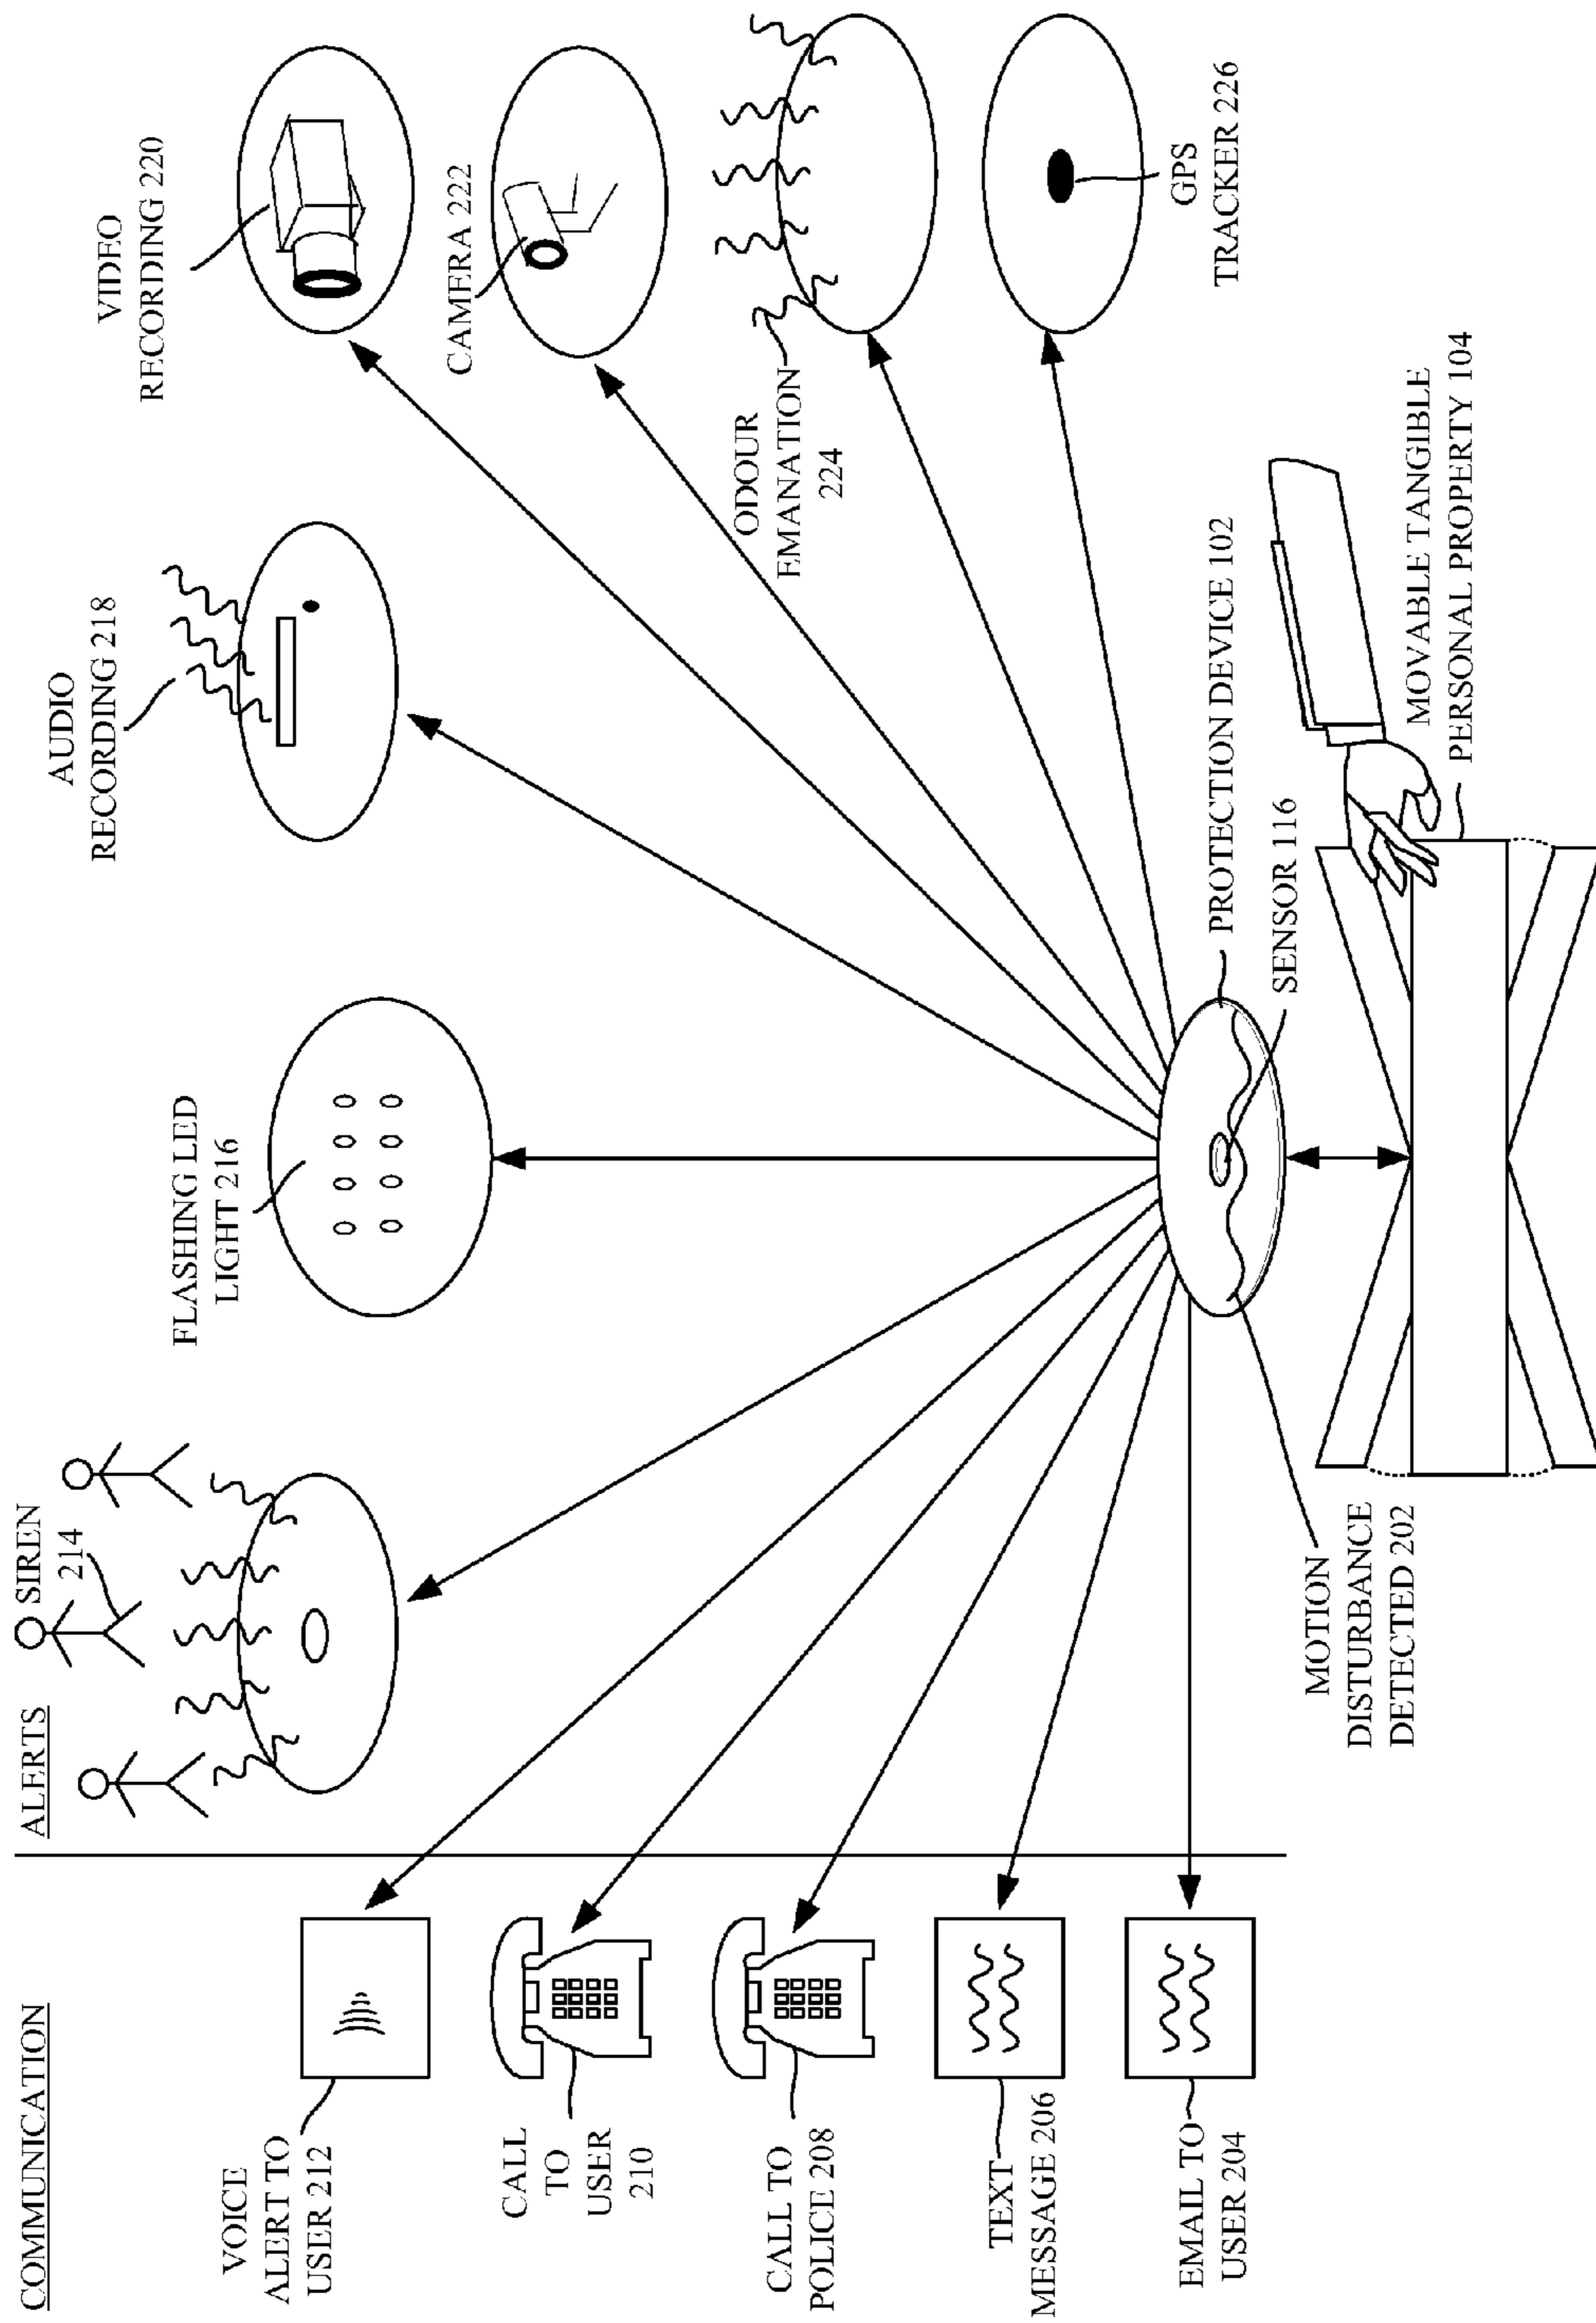 COMMUNICATION
ALERTS
VOICE
ALERT TO
USER 212
CALL
TO
USER
210
CALL TO
POLICE 208
TEXT
MESSAGE 206
EMAIL TO
USER 204
SIREN
214
FLASHING LED
LIGHT 216
AUDIO
RECORDING 218
VIDEO
RECORDING 220
CAMERA 222
ODOUR
EMANATION
224
GPS
TRACKER 226
PROTECTION DEVICE 102
SENSOR 116
MOTION
DISTURBANCE
DETECTED 202
MOVABLE TANGIBLE
PERSONAL PROPERTY 104